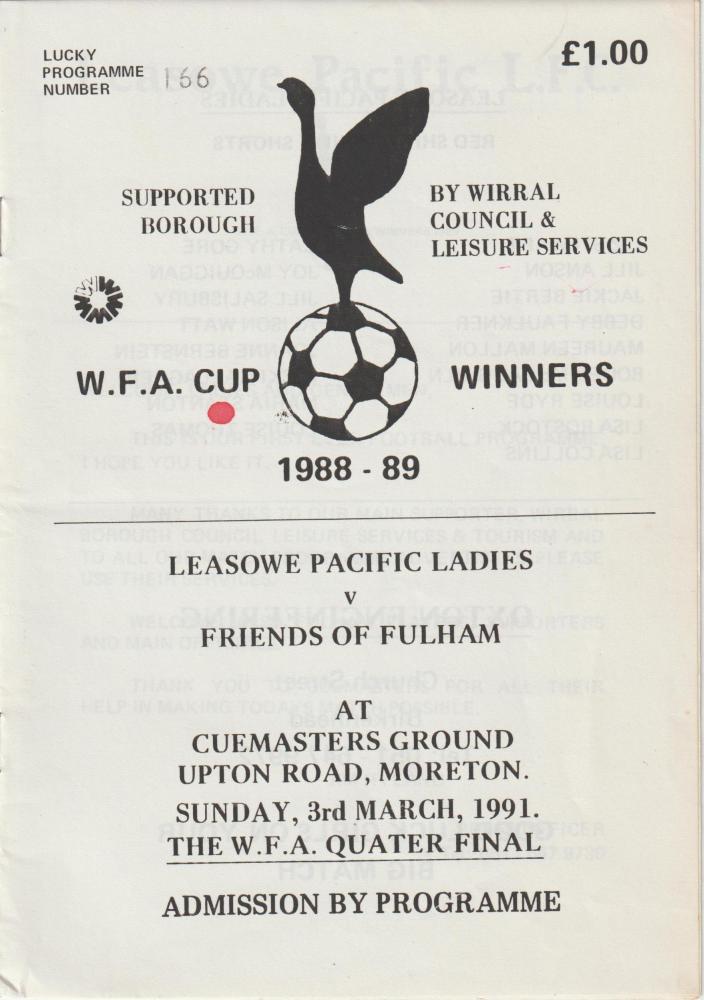 LUCKY
PROGRAMME
NUMBER
166
£1.00
SUPPORTED
BOROUGH
BY WIRRAL
COUNCIL &
LEISURE SERVICES
W.F.A. CUP WINNERS
1988 - 89
LEASOWE PACIFIC LADIES
v
FRIENDS OF FULHAM
AT
CUEMASTERS GROUND
UPTON ROAD, MORETON.
SUNDAY, 3rd MARCH, 1991.
THE W.F.A. QUATER FINAL
ADMISSION BY PROGRAMME